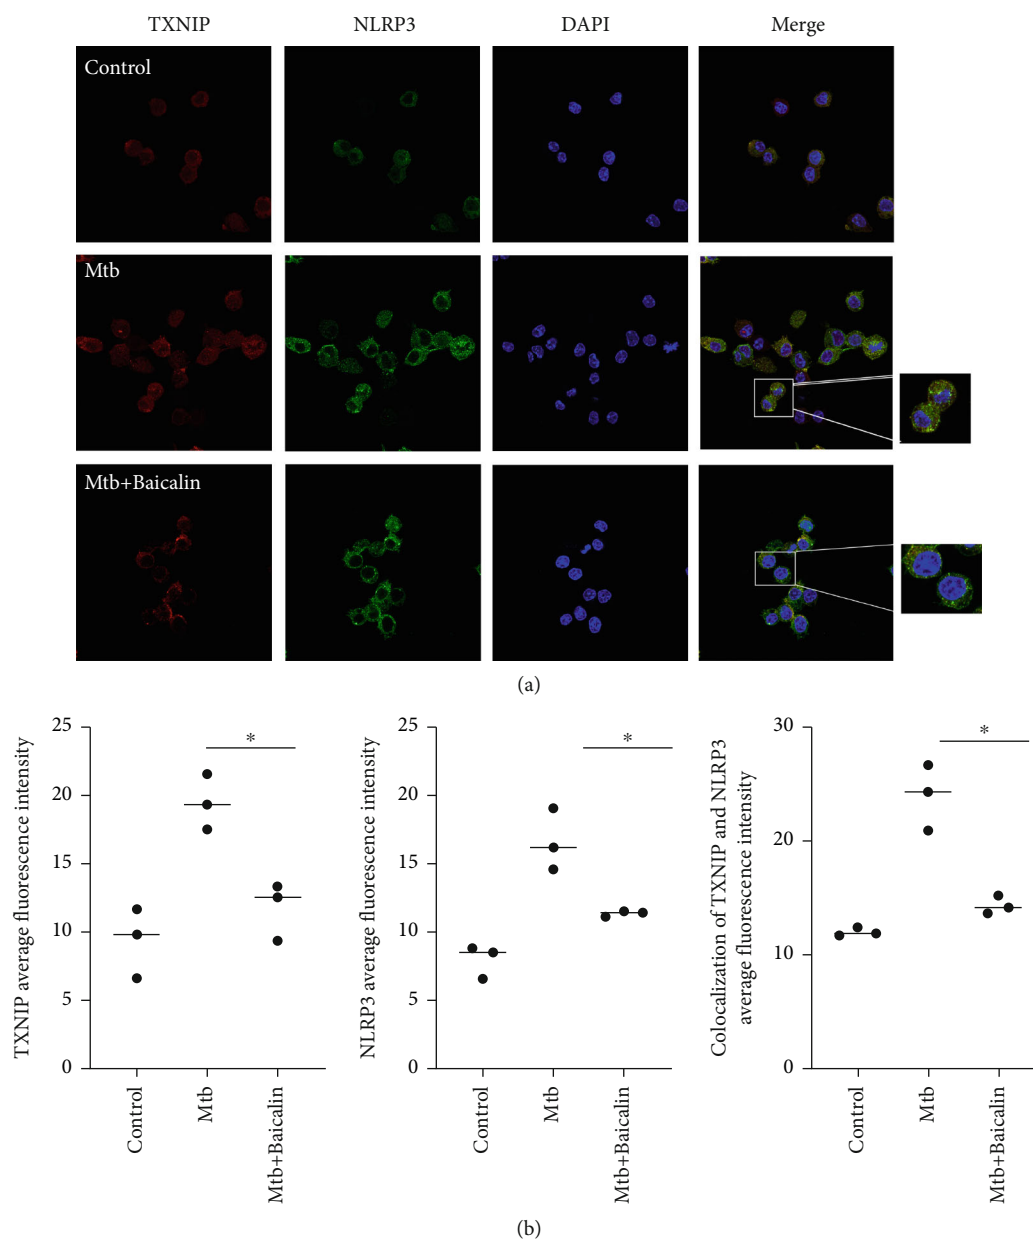 TXNIP NLRP3 DAPI Merge
Control
Mtb
Mtb+Baicalin
(a)
TXNIP average fluorescence intensity
25
20
15
10
5
0
*
Control
Mtb
Mtb+Baicalin
NLRP3 average fluorescence intensity
25
20
15
10
5
0
*
Control
Mtb
Mtb+Baicalin
Colocalization of TXNIP and NLRP3
average fluorescence intensity
30
20
10
0
*
Control
Mtb
Mtb+Baicalin
(b)